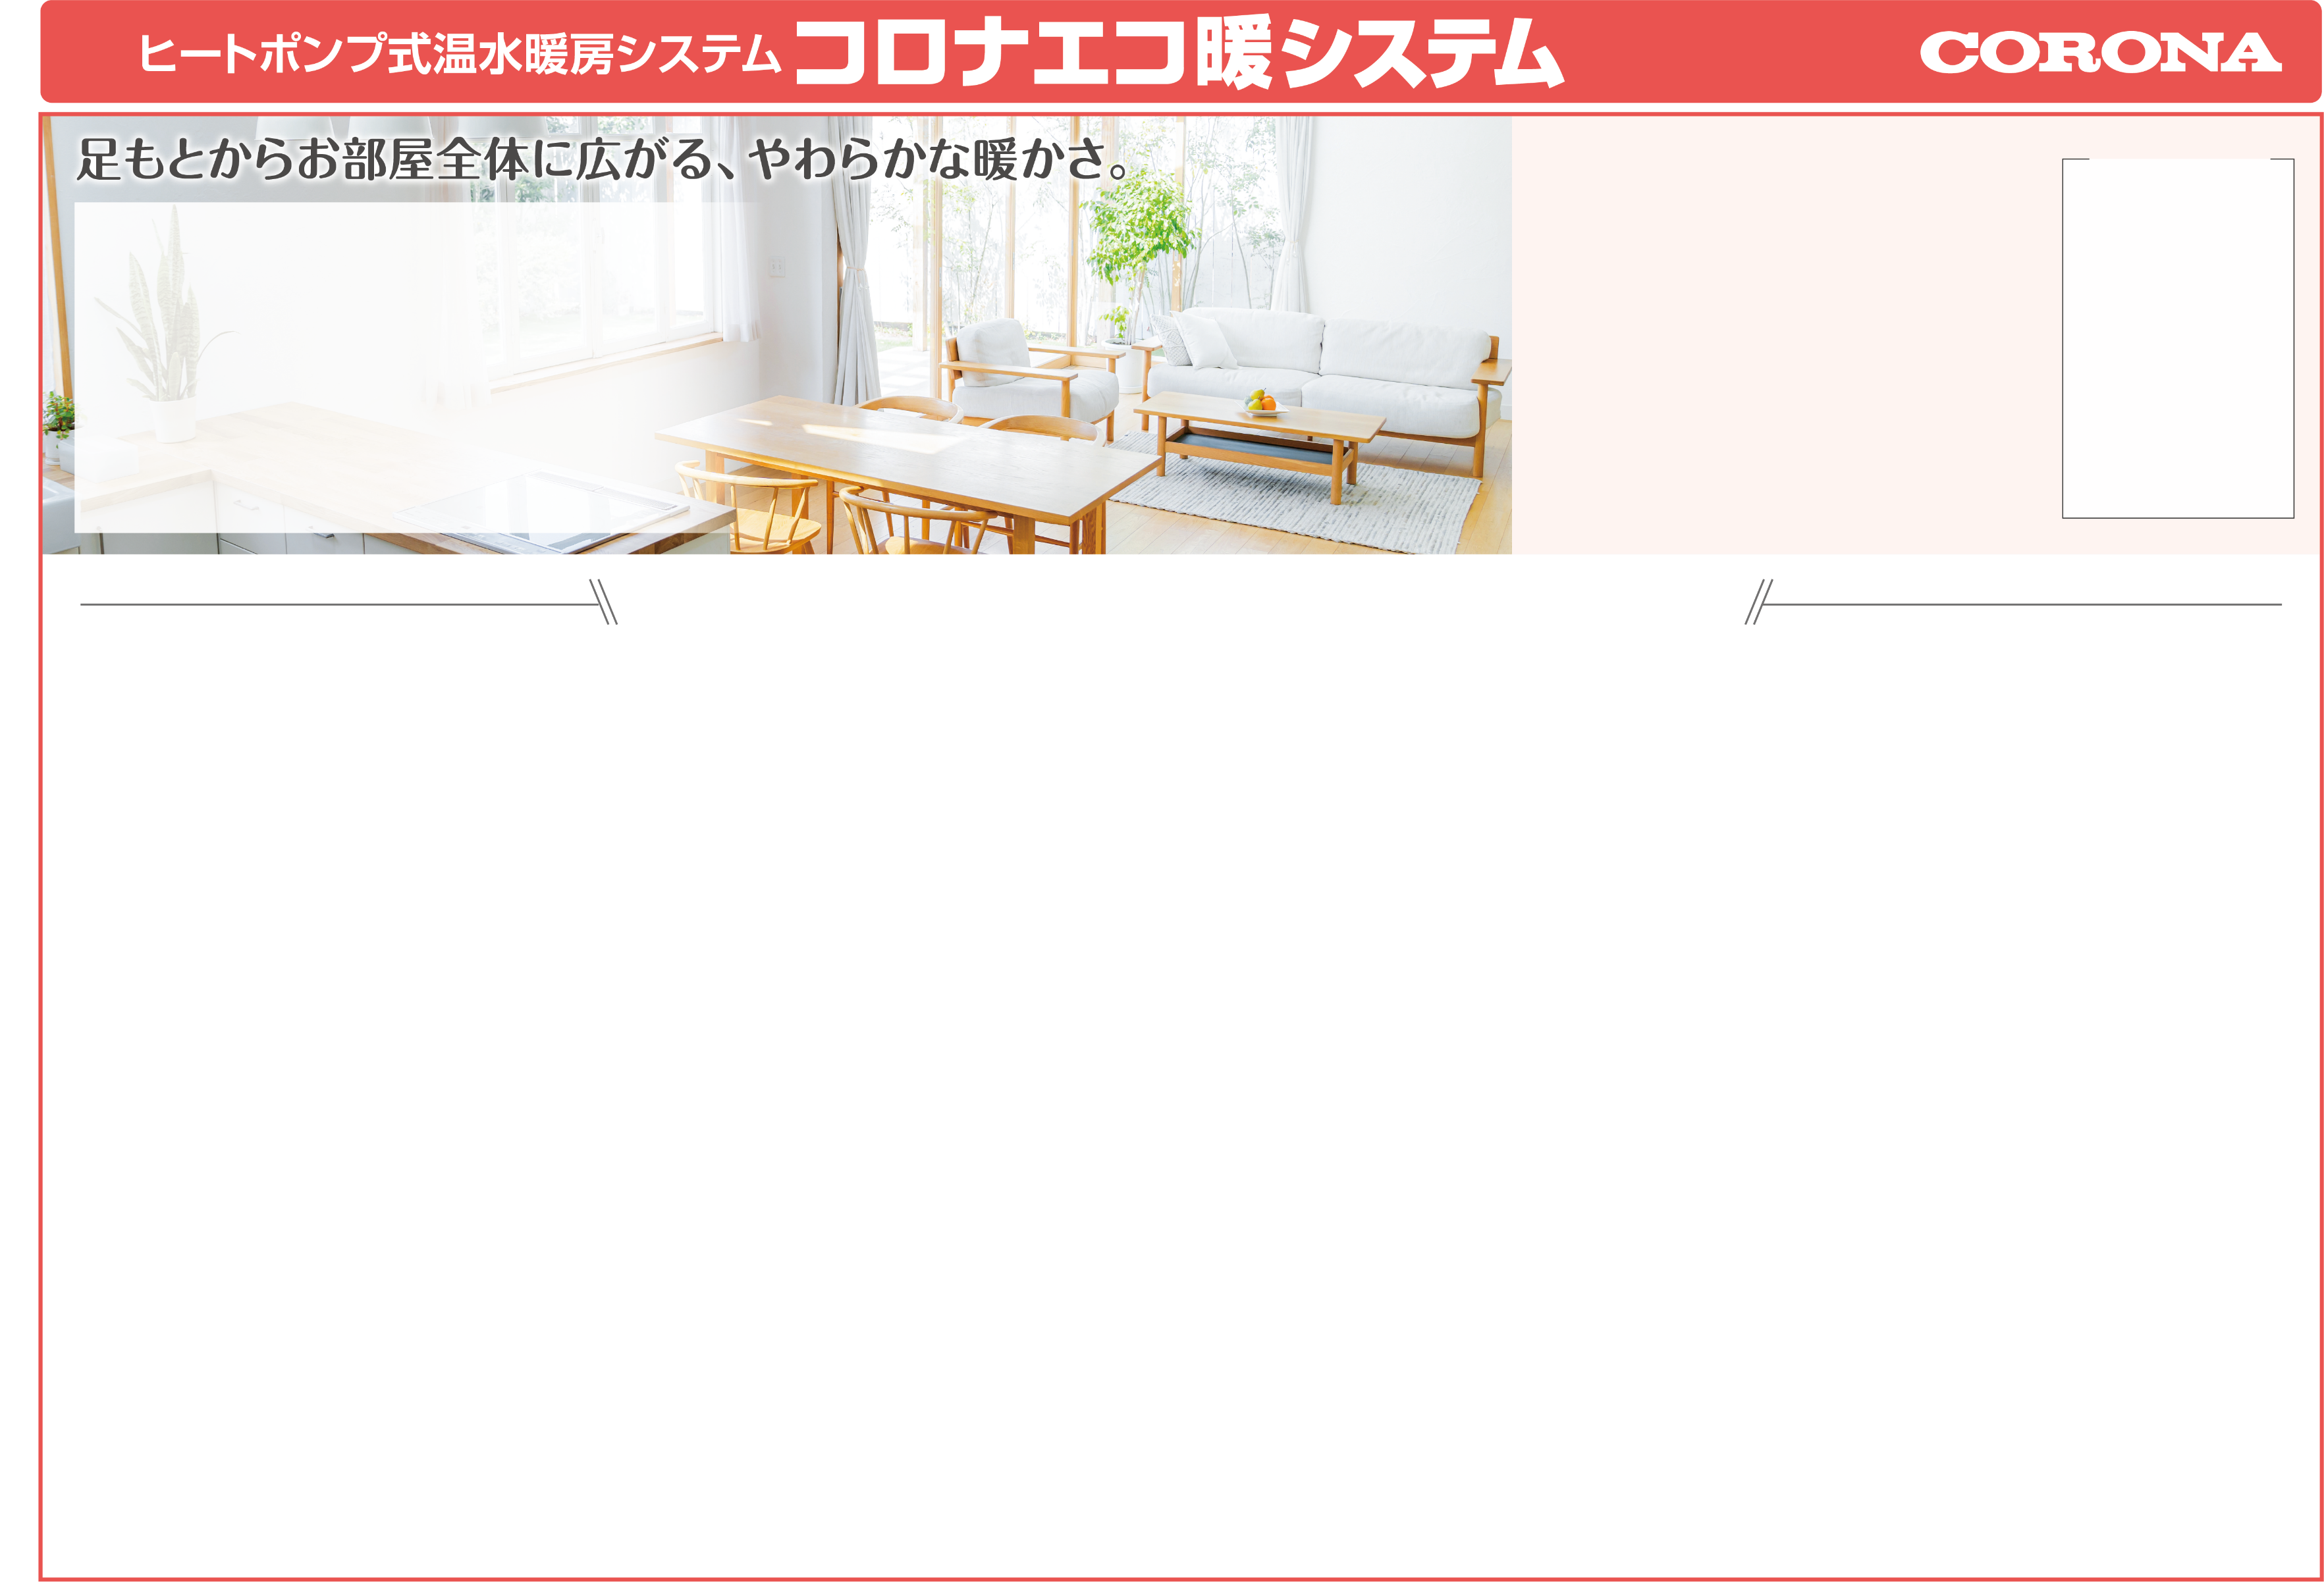 ヒートポンプ式温水暖房システム コロナエコ暖システム CORONA
足もとからお部屋全体に広がる、やわらかな暖かさ。